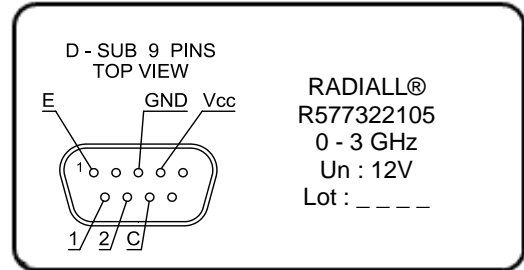 D - SUB 9 PINS
TOP VIEW
E GND Vcc
1
1 2 C
RADIALL®
R577322105
0 - 3 GHz
Un : 12V
Lot : _ _ _ _